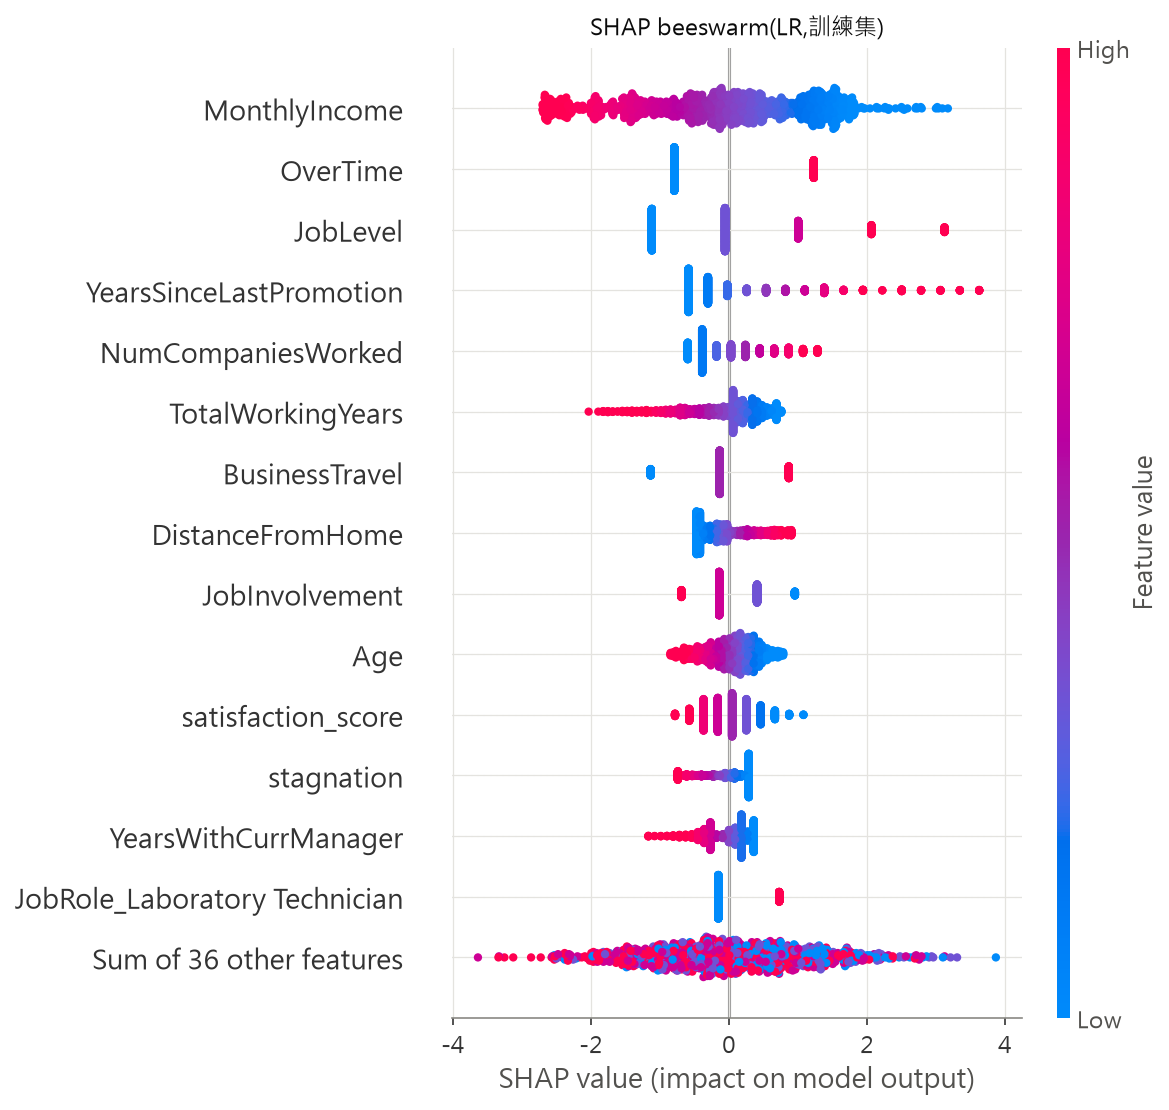 SHAP beeswarm(LR,訓練集)
High
MonthlyIncome
OverTime
JobLevel
YearsSinceLastPromotion
NumCompaniesWorked
TotalWorkingYears
BusinessTravel
DistanceFromHome
JobInvolvement
Age
satisfaction_score
stagnation
YearsWithCurrManager
JobRole_Laboratory Technician
Sum of 36 other features
Feature value
Low
-4 -2 0 2 4
SHAP value (impact on model output)